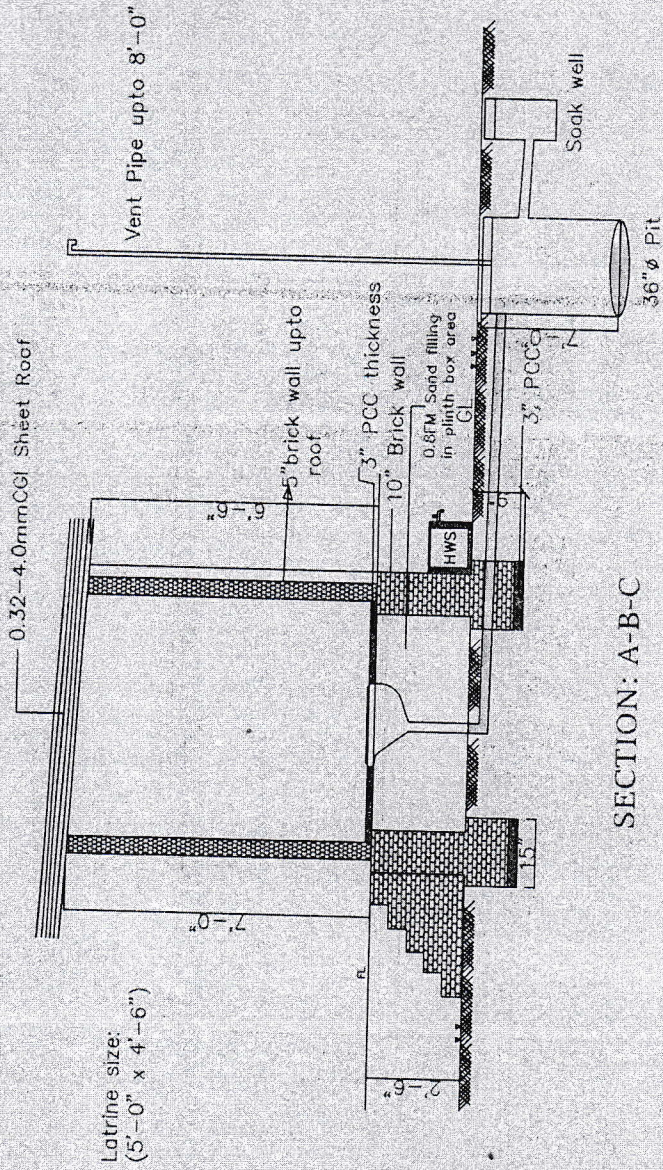 0.32-4.0mmCGI Sheet Roof
Latrine size:
(5'-0" x 4'-6")
Vent Pipe upto 8'-0"
7'-0"
6'-6"
5"brick wall upto
roof
3" PCC thickness
10" Brick wall
0.8FM Sand filling
in plinth box area
FL
GL
HWS
2'-6"
15"
3" PCC
7'-0"
36"ø Pit
Soak well
SECTION: A-B-C